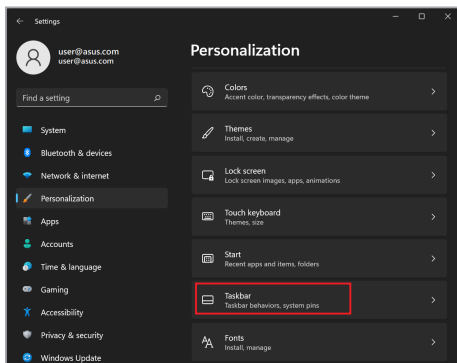 Settings
user@asus.com
user@asus.com
Find a setting
System
Bluetooth & devices
Network & internet
Personalization
Apps
Accounts
Time & language
Gaming
Accessibility
Privacy & security
Windows Update
Personalization
Colors
Accent color, transparency effects, color theme
Themes
Install, create, manage
Lock screen
Lock screen images, apps, animations
Touch keyboard
Themes, size
Start
Recent apps and items, folders
Taskbar
Taskbar behaviors, system pins
Fonts
Install, manage